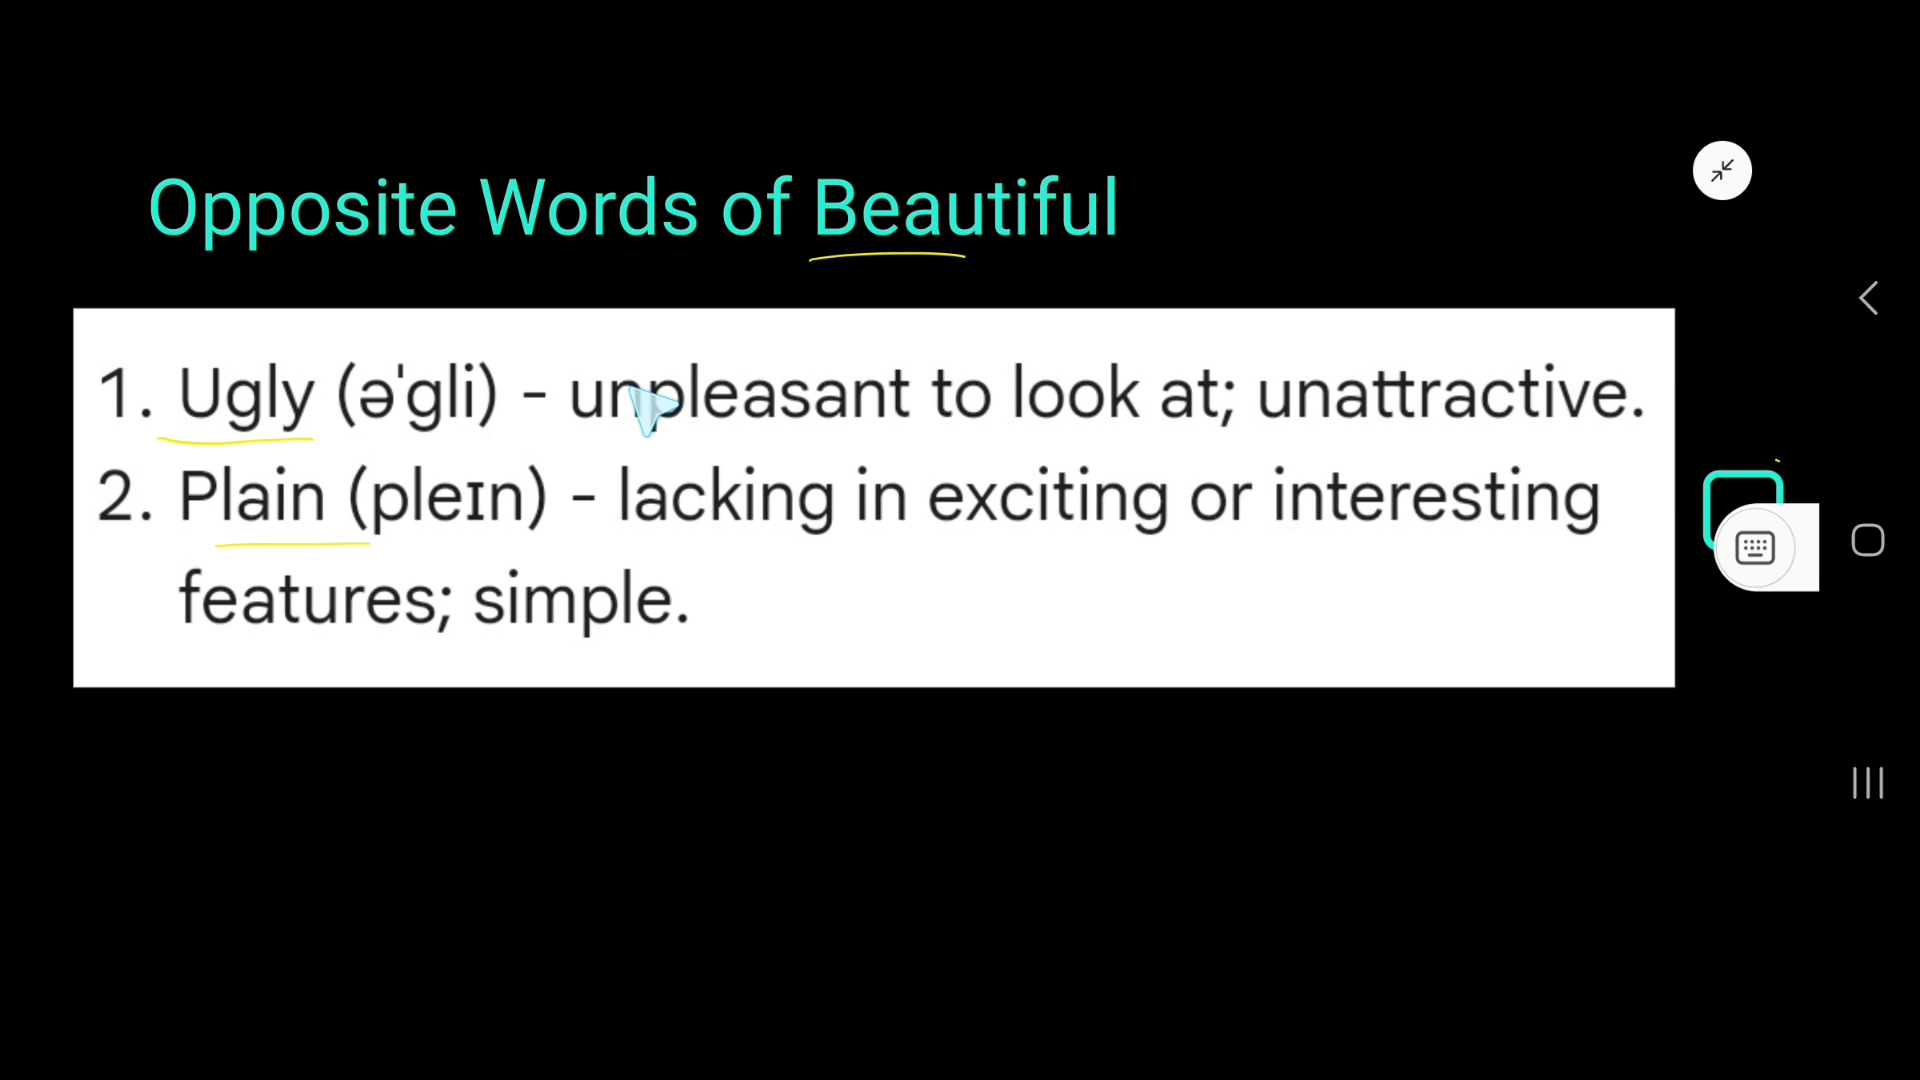 Opposite Words of Beautiful
1. Ugly (ə'gli) - unpleasant to look at; unattractive.
2. Plain (pleɪn) - lacking in exciting or interesting
features; simple.